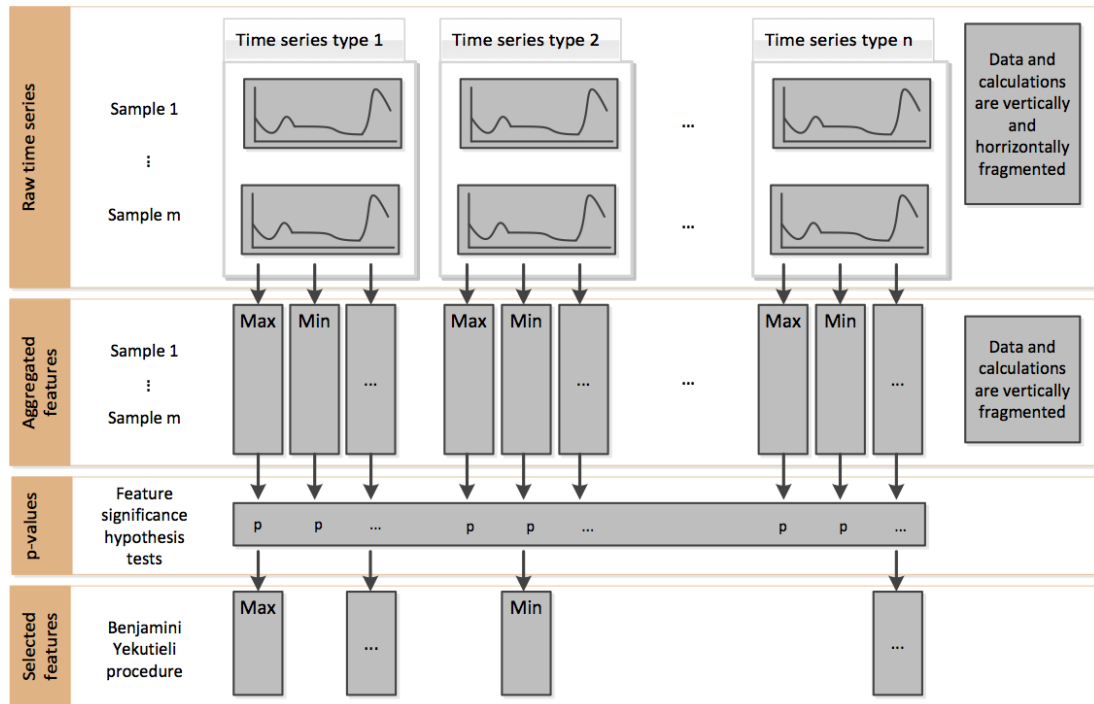 Raw time series
Time series type 1
Time series type 2
Time series type n
Sample 1
⋮
Sample m
...
...
Data and
calculations
are vertically
and
horrizontally
fragmented
Aggregated
features
Sample 1
⋮
Sample m
Max
Min
...
Max
Min
...
...
Max
Min
...
Data and
calculations
are vertically
fragmented
p-values
Feature
significance
hypothesis
tests
p
p
...
p
p
...
p
p
...
Selected
features
Benjamini
Yekutieli
procedure
Max
...
Min
...